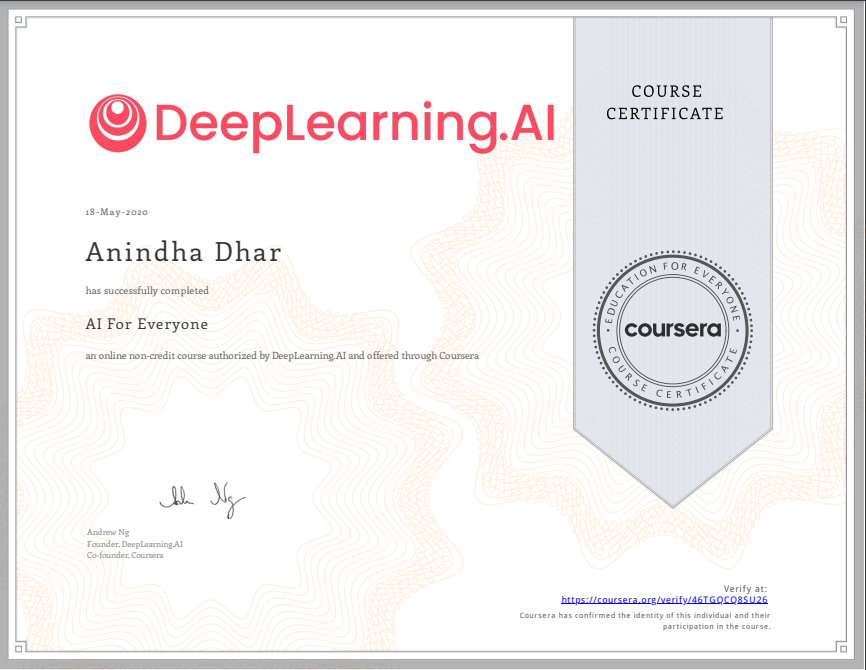 DeepLearning.AI
COURSE
CERTIFICATE
18-May-2020
Anindha Dhar
has successfully completed
AI For Everyone
an online non-credit course authorized by DeepLearning.AI and offered through Coursera
EDUCATION FOR EVERYONE
coursera
COURSE CERTIFICATE
Andrew Ng
Founder, DeepLearning.AI
Co-founder, Coursera
Verify at:
https://coursera.org/verify/46TGQCQ8SU26
Coursera has confirmed the identity of this individual and their
participation in the course.